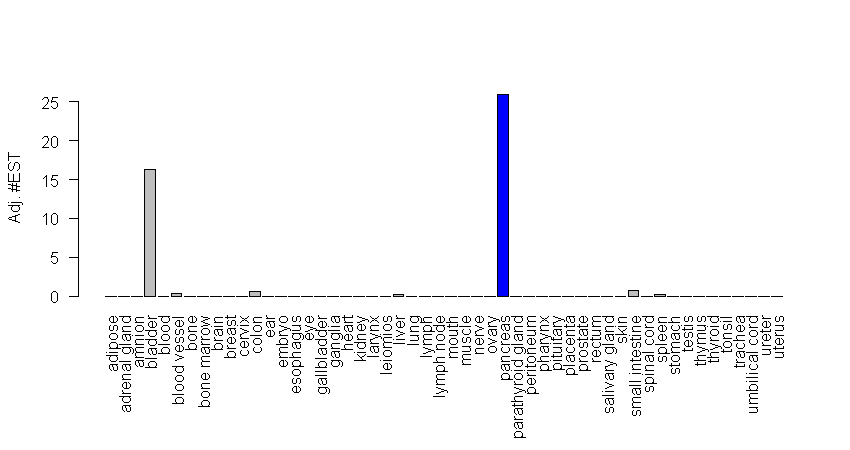 Adj. #EST
25
20
15
10
5
0
adipose
adrenal gland
amnion
bladder
blood
blood vessel
bone
bone marrow
brain
breast
cervix
colon
ear
embryo
esophagus
eye
gallbladder
ganglia
heart
kidney
larynx
leiomios
liver
lung
lymph
lymph node
mouth
muscle
nerve
ovary
pancreas
parathyroid gland
peritoneum
pharynx
pituitary
placenta
prostate
rectum
salivary gland
skin
small intestine
spinal cord
spleen
stomach
testis
thymus
thyroid
tonsil
trachea
umbilical cord
ureter
uterus